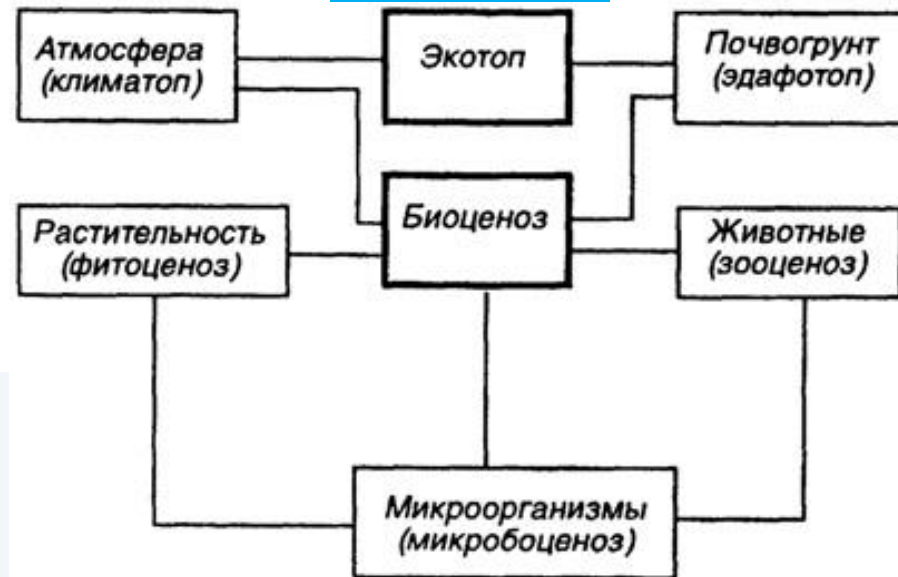 Атмосфера
(климатоп)
Экотоп
Почвогрунт
(эдафотоп)
Растительность
(фитоценоз)
Биоценоз
Животные
(зооценоз)
Микроорганизмы
(микробоценоз)